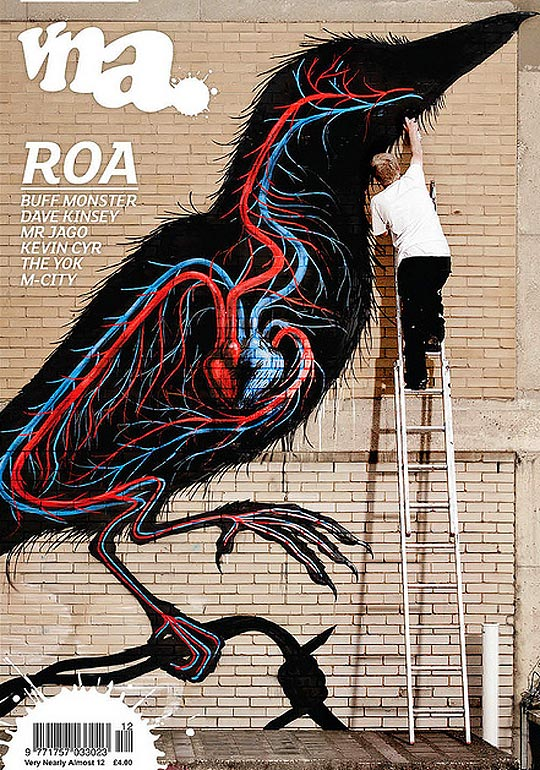 vna.
ROA
BUFF MONSTER
DAVE KINSEY
MR JAGO
KEVIN CYR
THE YOK
M-CITY
12
9 771757 033023
Very Nearly Almost 12 £4.00